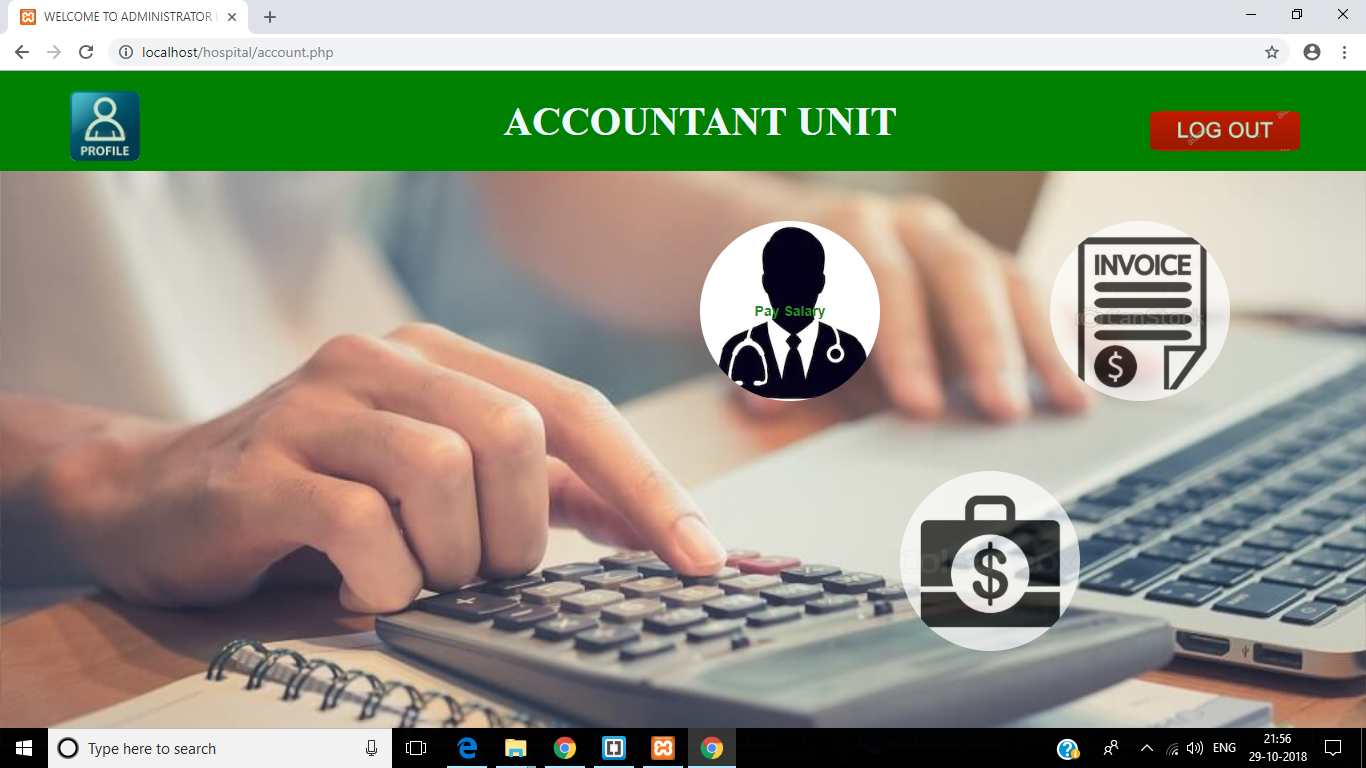 WELCOME TO ADMINISTRATOR
localhost/hospital/account.php
PROFILE
ACCOUNTANT UNIT
LOG OUT
INVOICE
Pay Salary
$
$
Type here to search
ENG
21:56
29-10-2018